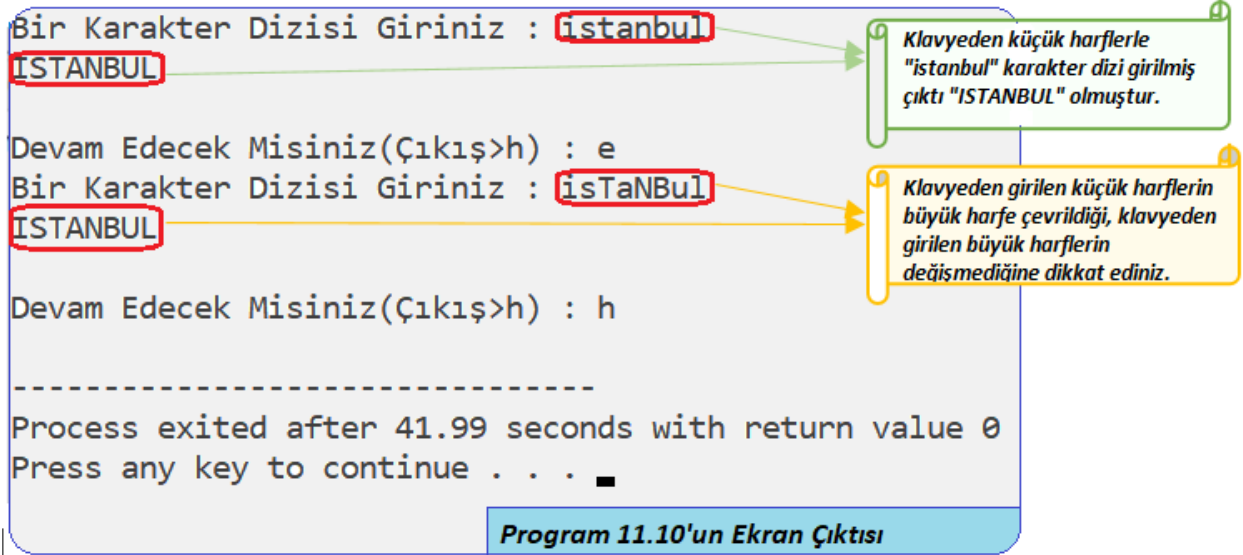 Bir Karakter Dizisi Giriniz : istanbul
ISTANBUL
Klavyeden küçük harflerle
"istanbul" karakter dizi girilmiş
çıktı "ISTANBUL" olmuştur.
Devam Edecek Misiniz(Çıkış>h) : e
Bir Karakter Dizisi Giriniz : isTaNBul
ISTANBUL
Klavyeden girilen küçük harflerin
büyük harfe çevrildiği, klavyeden
girilen büyük harflerin
değişmediğine dikkat ediniz.
Devam Edecek Misiniz(Çıkış>h) : h
--------------------------------
Process exited after 41.99 seconds with return value 0
Press any key to continue . . .
Program 11.10'un Ekran Çıktısı